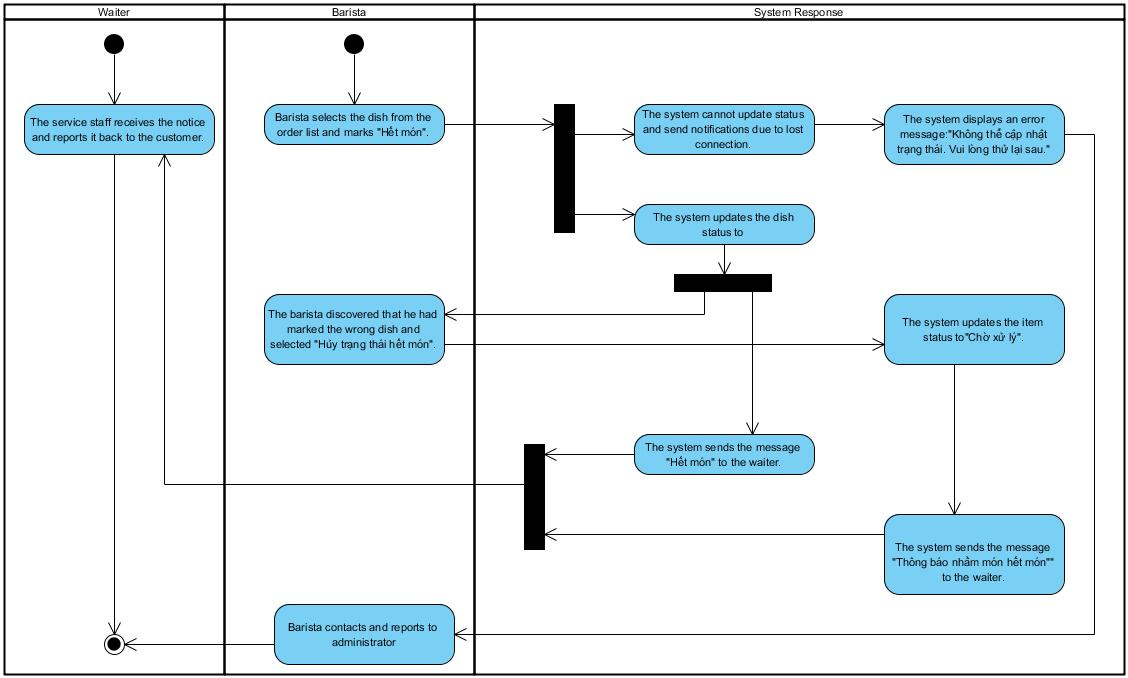 Waiter
Barista
System Response
The service staff receives the notice
and reports it back to the customer.
Barista selects the dish from the
order list and marks "Hết món".
The system cannot update status
and send notifications due to lost
connection.
The system displays an error
message:"Không thể cập nhật
trạng thái. Vui lòng thử lại sau."
The system updates the dish
status to
The barista discovered that he had
marked the wrong dish and
selected "Hủy trạng thái hết món".
The system updates the item
status to"Chờ xử lý".
The system sends the message
"Hết món" to the waiter.
The system sends the message
"Thông báo nhầm món hết món""
to the waiter.
Barista contacts and reports to
administrator